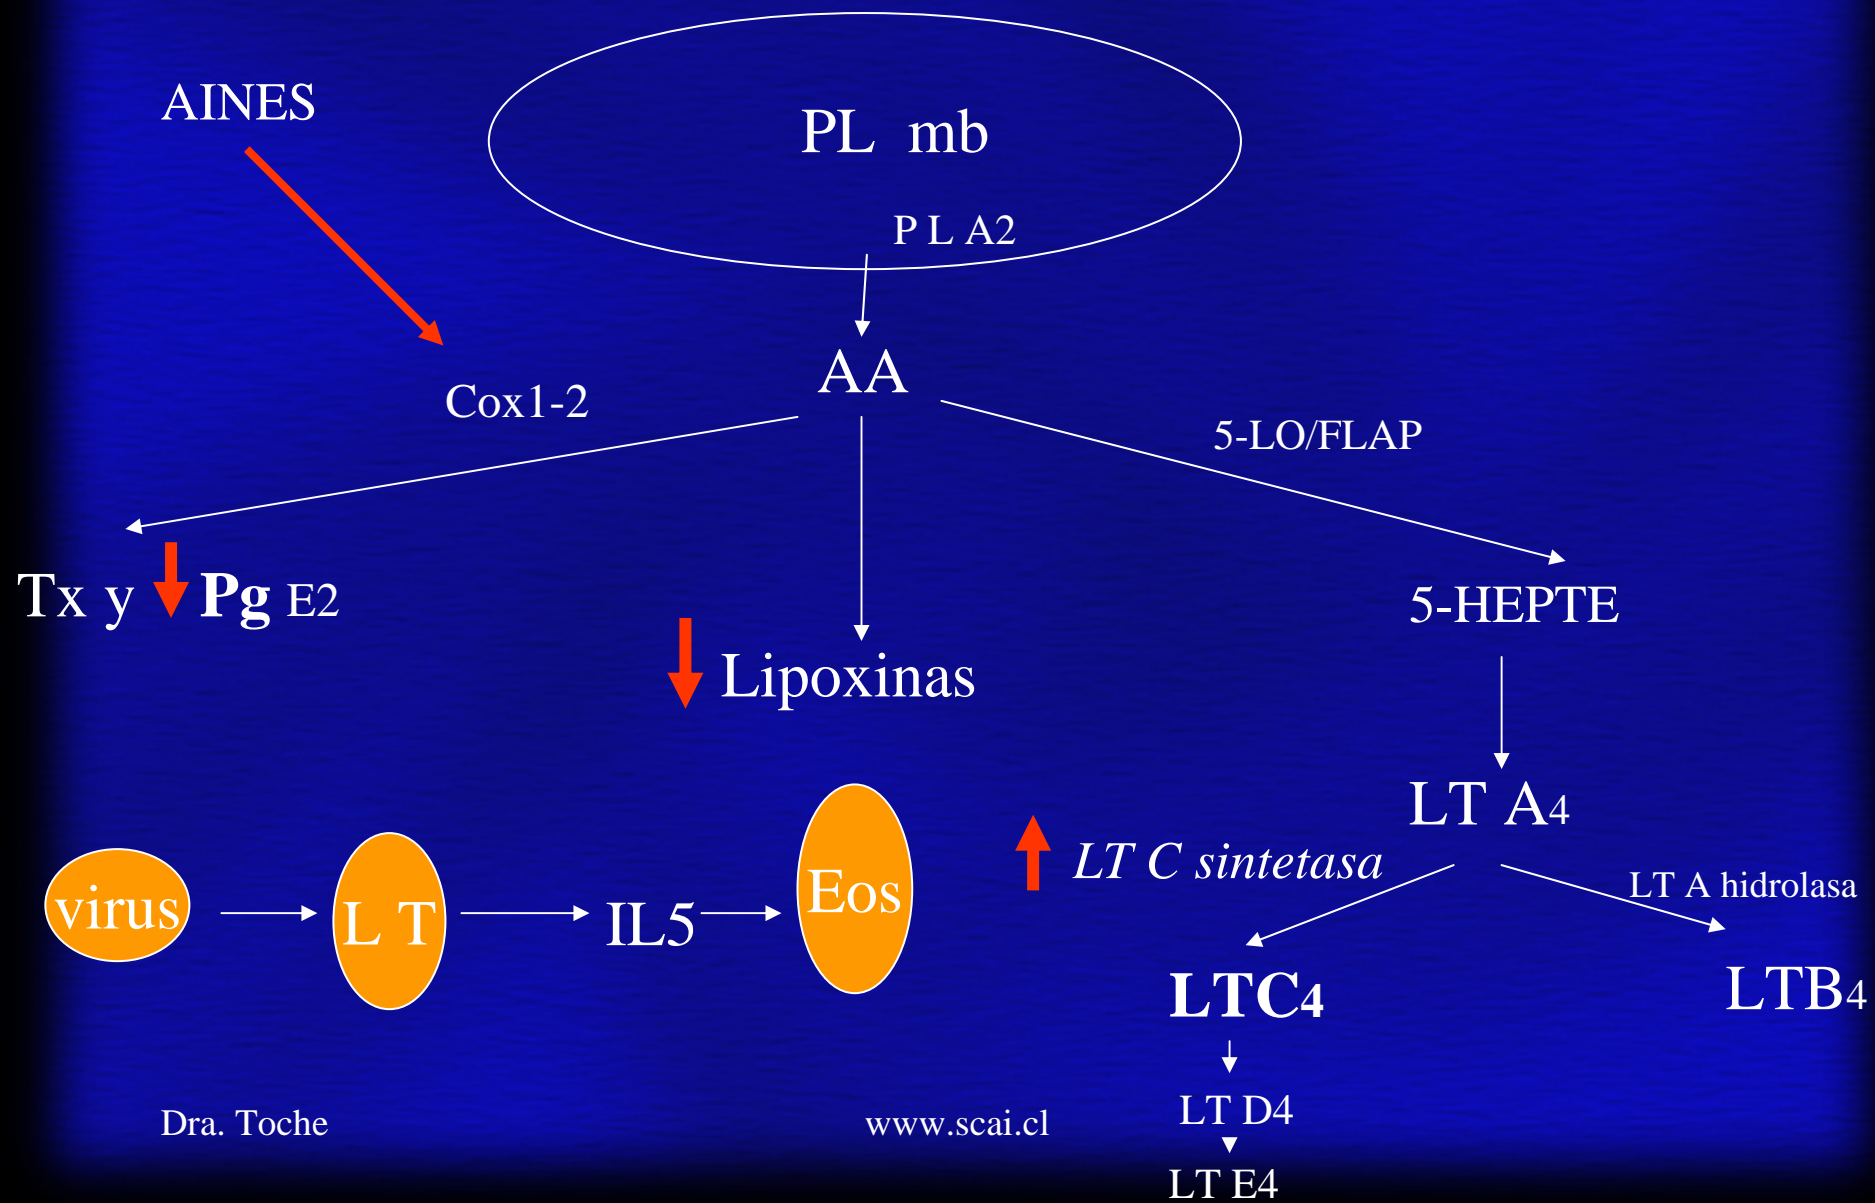 AINES
PL mb
P L A2
AA
Cox1-2
5-LO/FLAP
Tx y Pg E2
5-HEPTE
Lipoxinas
LT A4
LT C sintetasa
LT A hidrolasa
virus
L T
IL5
Eos
LTC4
LTB4
LT D4
LT E4
Dra. Toche
www.scai.cl